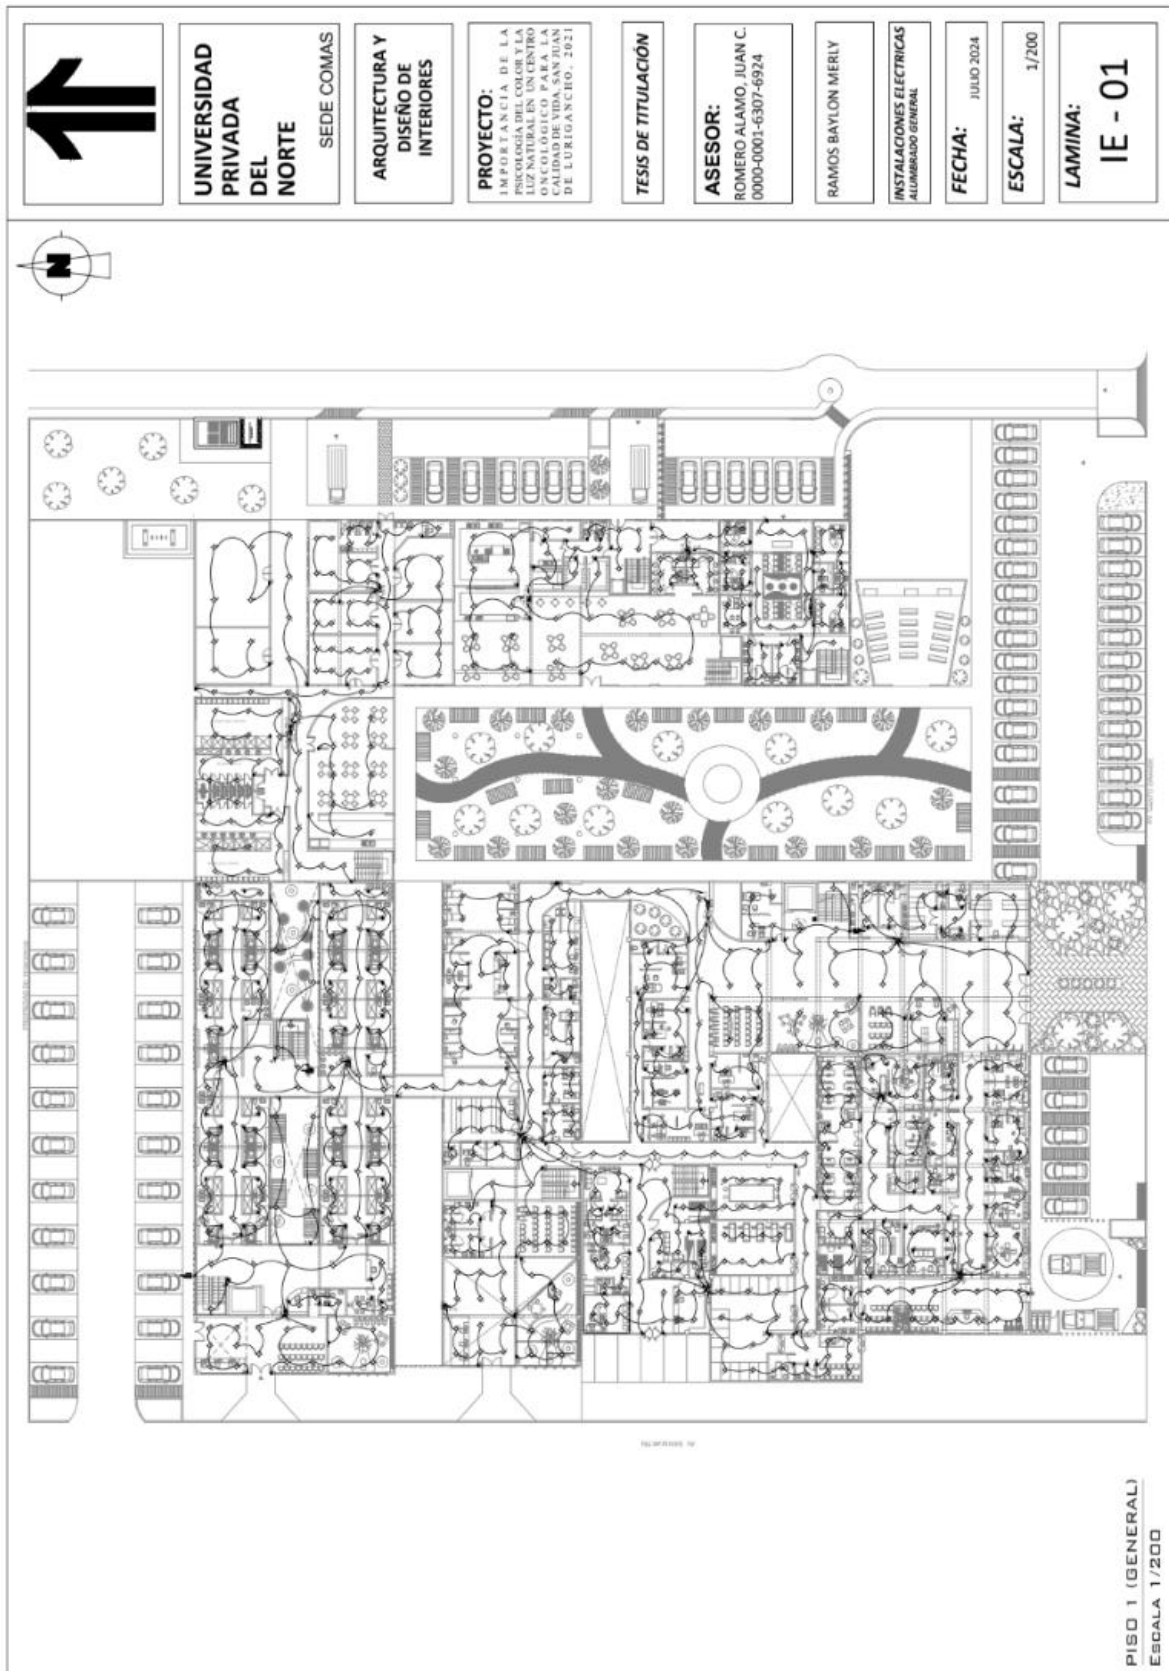 UNIVERSIDAD
PRIVADA
DEL
NORTE
SEDE COMAS
ARQUITECTURA Y
DISEÑO DE
INTERIORES
PROYECTO:
IMPORTANCIA DE LA
PSICOLOGÍA DEL COLOR Y LA
LUZ NATURAL EN UN CENTRO
ONCOLÓGICO PARA LA
CALIDAD DE VIDA, SAN JUAN
DE LURIGANCHO, 2021
TESIS DE TITULACIÓN
ASESOR:
ROMERO ALAMO, JUAN C.
0000-0001-6307-6924
RAMOS BAYLON MERLY
INSTALACIONES ELECTRICAS
ALUMBRADO GENERAL
FECHA:
JULIO 2024
ESCALA:
1/200
LAMINA:
IE - 01
N
PISO 1 (GENERAL)
ESCALA 1/200